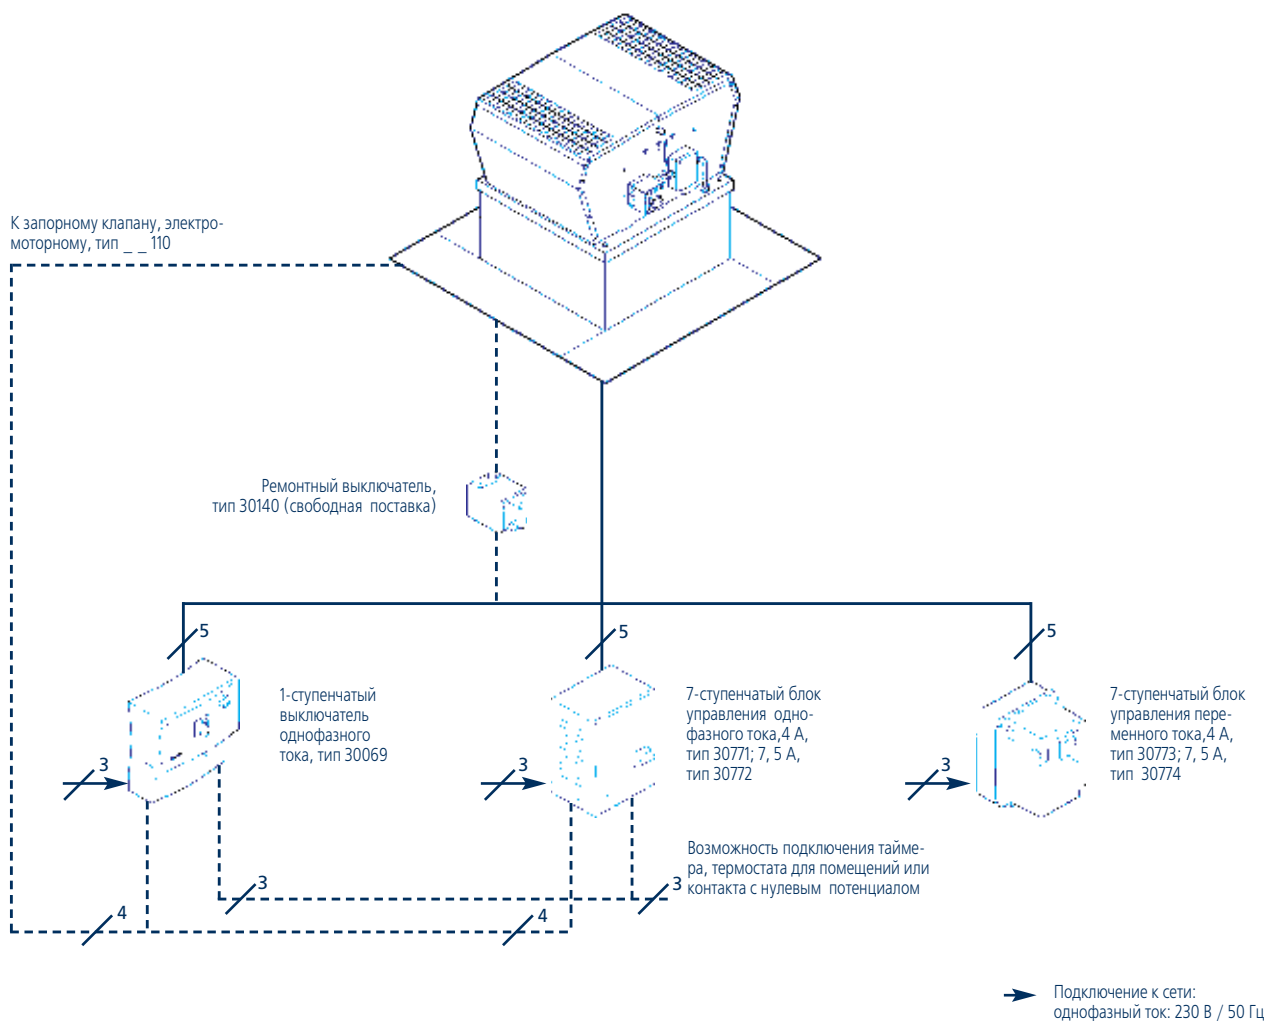 К запорному клапану, электро-
моторному, тип _ _ 110
Ремонтный выключатель,
тип 30140 (свободная поставка)
5
5
5
1-ступенчатый
выключатель
однофазного
тока, тип 30069
7-ступенчатый блок
управления одно-
фазного тока,4 А,
тип 30771; 7, 5 А,
тип 30772
7-ступенчатый блок
управления пере-
менного тока,4 А,
тип 30773; 7, 5 А,
тип 30774
3
3
3
Возможность подключения тайме-
ра, термостата для помещений или
контакта с нулевым потенциалом
3
3
4
4
Подключение к сети:
однофазный ток: 230 В / 50 Гц